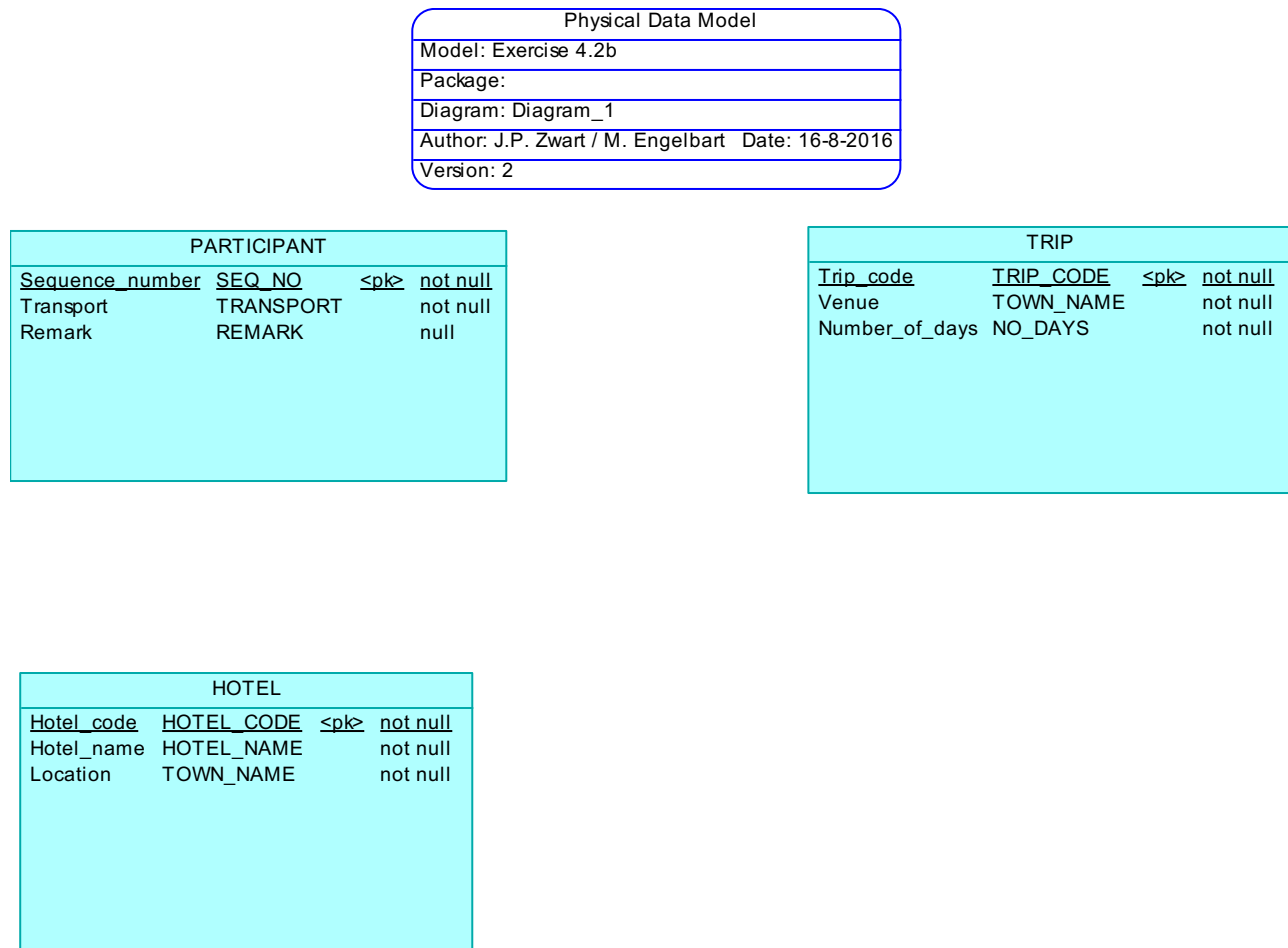 Physical Data Model
Model: Exercise 4.2b
Package:
Diagram: Diagram_1
Author: J.P. Zwart / M. Engelbart Date: 16-8-2016
Version: 2
PARTICIPANT
Sequence_number SEQ_NO <pk> not null
Transport TRANSPORT not null
Remark REMARK null
TRIP
Trip_code TRIP_CODE <pk> not null
Venue TOWN_NAME not null
Number_of_days NO_DAYS not null
HOTEL
Hotel_code HOTEL_CODE <pk> not null
Hotel_name HOTEL_NAME not null
Location TOWN_NAME not null